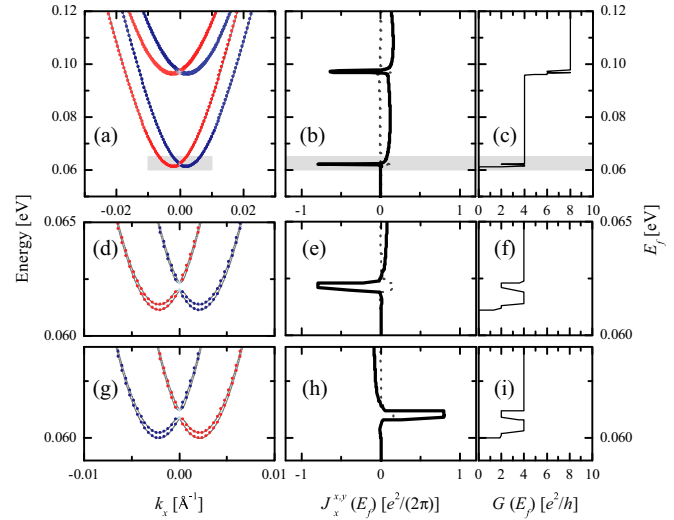 0.12 0.12
0.10 0.10
0.08 0.08
0.06 0.06
(a) (b) (c)
-0.02 0.00 0.02 -1 0 1 0 2 4 6 8 10
Energy [eV]
E_f [eV]
0.065 0.065
(d) (e) (f)
0.060 0.060
(g) (h) (i)
0.060 0.060
-0.01 0.00 0.01 -1 0 1 0 2 4 6 8 10
k_x [Å^-1] J_x^{x,y}(E_f) [e^2/(2π)] G(E_f) [e^2/h]